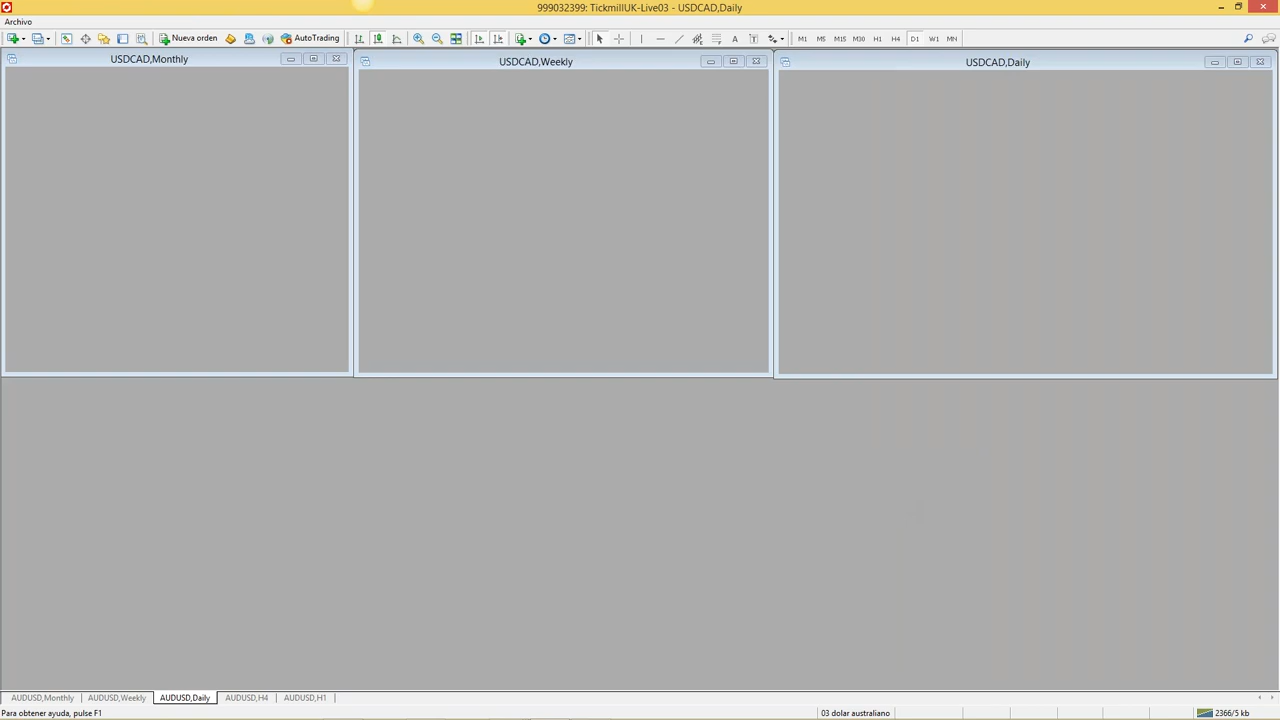 999032399: TickmillUK-Live03 - USDCAD,Daily
Archivo
Nueva orden AutoTrading A T M1 M5 M15 M30 H1 H4 D1 W1 MN
USDCAD,Monthly
USDCAD,Weekly
USDCAD,Daily
AUDUSD,Monthly AUDUSD,Weekly AUDUSD,Daily AUDUSD,H4 AUDUSD,H1
Para obtener ayuda, pulse F1 03 dolar australiano 2366/5 kb